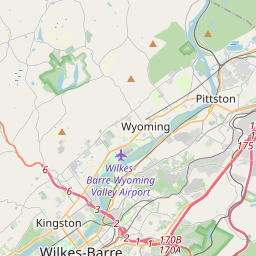 Pittston
Wyoming
Wilkes
Barre-Wyoming
Valley Airport
175
6
6
3
2
2
1
1
170B
170A
Kingston
Wilkes-Barre